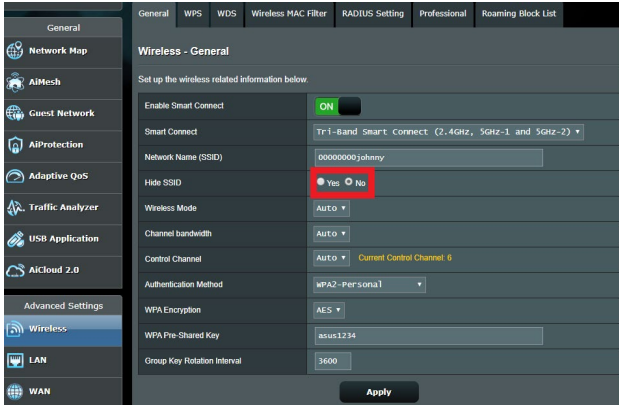 General WPS WDS Wireless MAC Filter RADIUS Setting Professional Roaming Block List
General
Network Map
AiMesh
Guest Network
AiProtection
Adaptive QoS
Traffic Analyzer
USB Application
AiCloud 2.0
Advanced Settings
Wireless
LAN
WAN
Wireless - General
Set up the wireless related information below.
Enable Smart Connect ON
Smart Connect Tri-Band Smart Connect (2.4GHz, 5GHz-1 and 5GHz-2)
Network Name (SSID) 00000000johnny
Hide SSID Yes No
Wireless Mode Auto
Channel bandwidth Auto
Control Channel Auto Current Control Channel: 6
Authentication Method WPA2-Personal
WPA Encryption AES
WPA Pre-Shared Key asus1234
Group Key Rotation Interval 3600
Apply